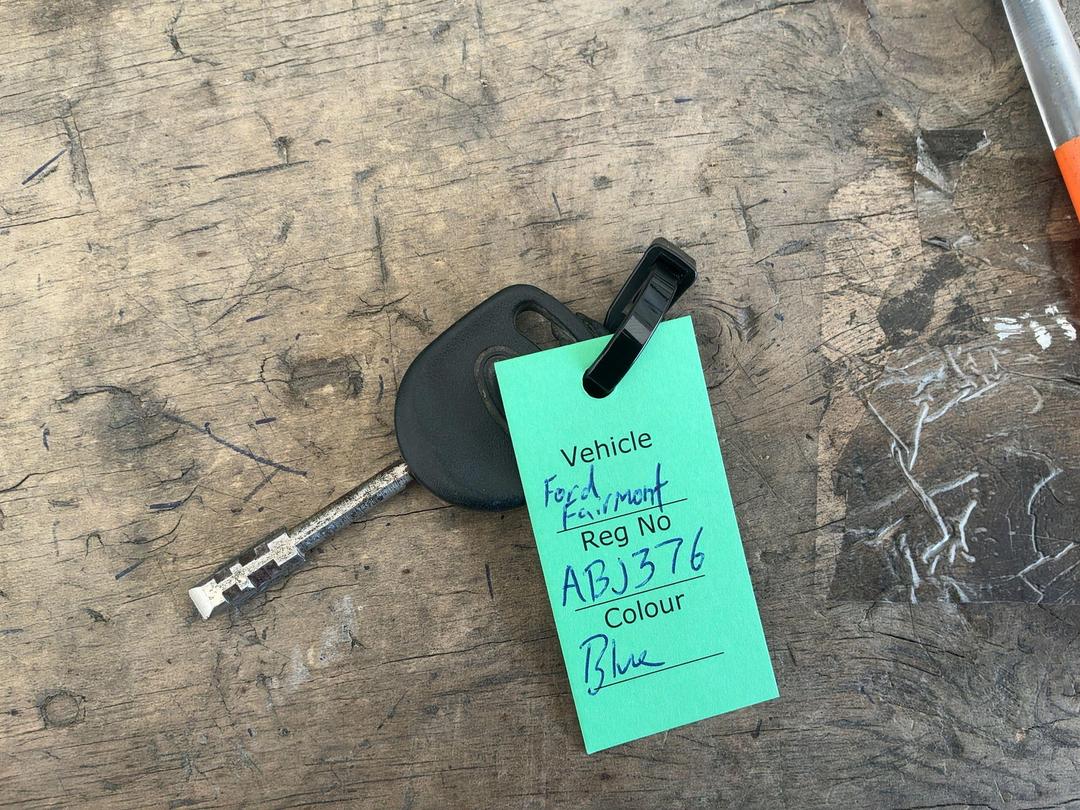 Vehicle
Ford
Fairmont
Reg No
ABJ376
Colour
Blue